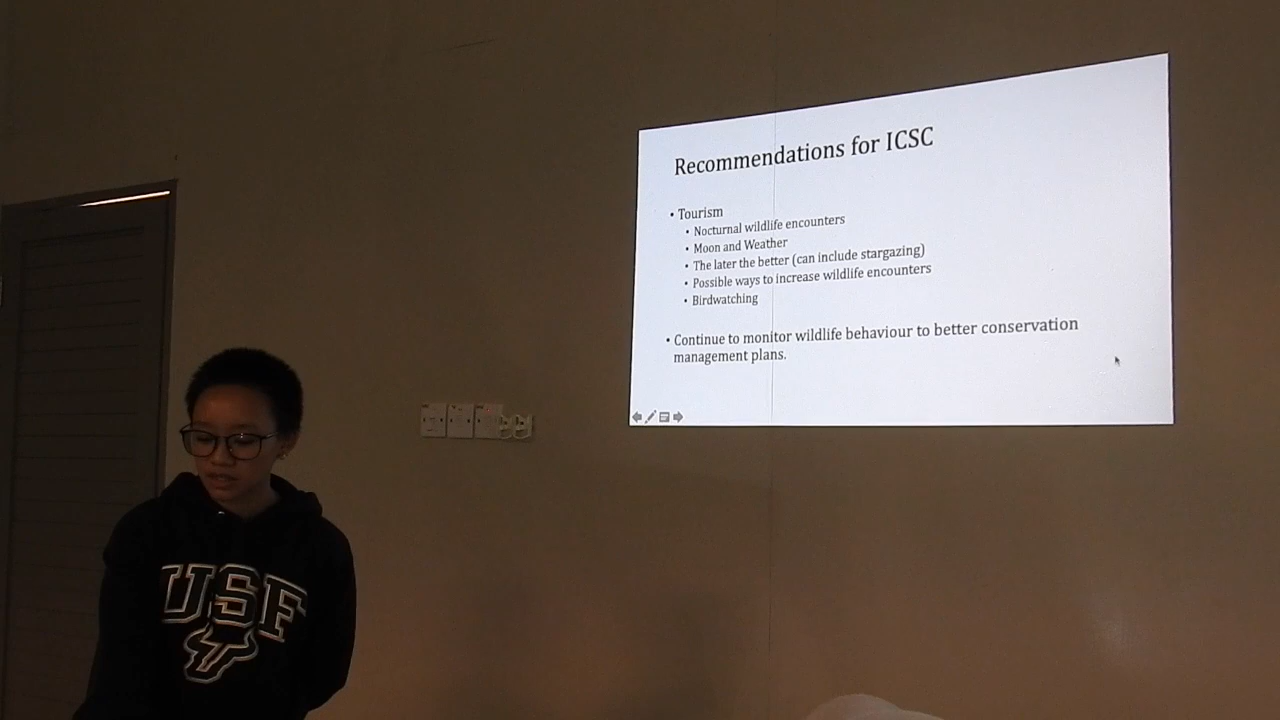 Recommendations for ICSC
• Tourism
• Nocturnal wildlife encounters
• Moon and Weather
• The later the better (can include stargazing)
• Possible ways to increase wildlife encounters
• Birdwatching
• Continue to monitor wildlife behaviour to better conservation
management plans.
USF